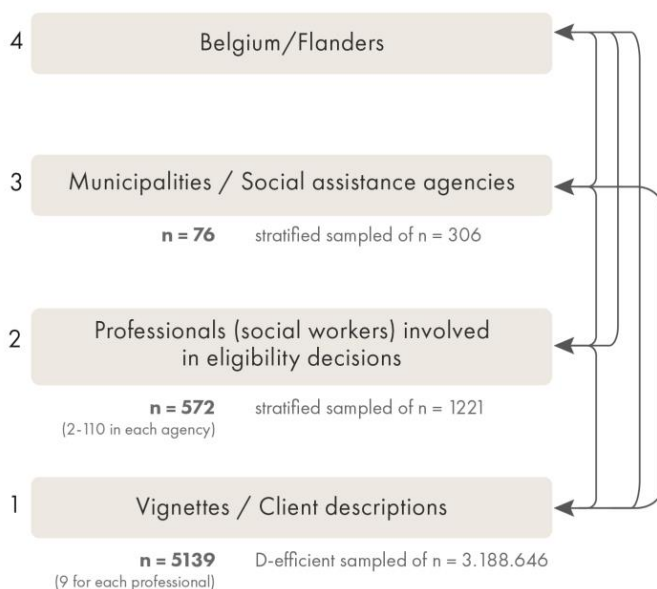 4
Belgium/Flanders
3
Municipalities / Social assistance agencies
n = 76 stratified sampled of n = 306
2
Professionals (social workers) involved
in eligibility decisions
n = 572 stratified sampled of n = 1221
(2-110 in each agency)
1
Vignettes / Client descriptions
n = 5139 D-efficient sampled of n = 3.188.646
(9 for each professional)